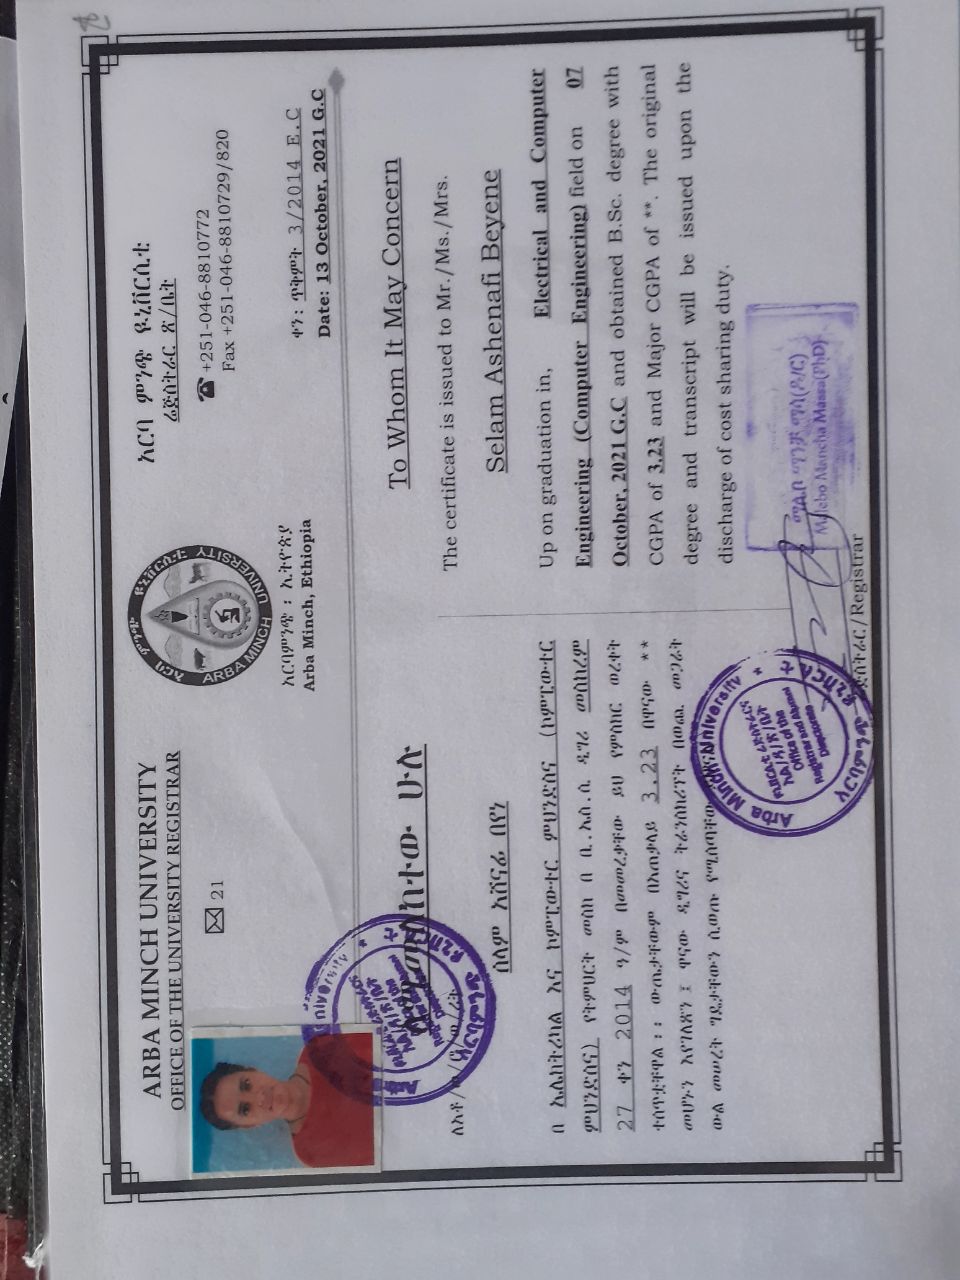 ARBA MINCH UNIVERSITY
OFFICE OF THE UNIVERSITY REGISTRAR
21
አርባ ምንጭ ዩኒቨርሲቲ
ARBA MINCH UNIVERSITY
አርባምንጭ ፡ ኢትዮጵያ
Arba Minch, Ethiopia
አርባ ምንጭ ዩኒቨርሲቲ
ሬጅስትራር ጽ/ቤት
+251-046-8810772
Fax +251-046-8810729/820
ቀን፡ ጥቅምት 3/2014 E.C
Date: 13 October, 2021 G.C
ለሚመለከተው ሁሉ
ለአቶ/ወ/ሮ/ወ/ሪት
ሰላም አሸናፊ በየነ
በ ኤሌክትሪካል እና ኮምፒውተር ምህንድስና (ኮምፒውተር
ምህንድስና) የትምህርት መስክ በ ቢ.ኤስ.ሲ ዲግሪ መስከረም
27 ቀን 2014 ዓ/ም በመመረቃቸው ይህ የምስክር ወረቀት
ተሰጥቷቸዋል፡፡ ውጤታቸውም በአጠቃላይ 3.23 በዋናው **
መሆኑን እየገለጽን ፤ ዋናው ዲግሪና ትራንስክሪፕት በወጪ መጋራት
ውል መሠረት ግዴታቸውን ሲወጡ የሚሰጣቸው
To Whom It May Concern
The certificate is issued to Mr./Ms./Mrs.
Selam Ashenafi Beyene
Up on graduation in, Electrical and Computer
Engineering (Computer Engineering) field on 07
October, 2021 G.C and obtained B.Sc. degree with
CGPA of 3.23 and Major CGPA of **. The original
degree and transcript will be issued upon the
discharge of cost sharing duty.
Arba Minch University
Office of the
Registrar and Alumni
Directorate
አርባምንጭ ዩኒቨርሲቲ
Malebo Mancha Massa(PhD)
ሬጅስትራር/Registrar